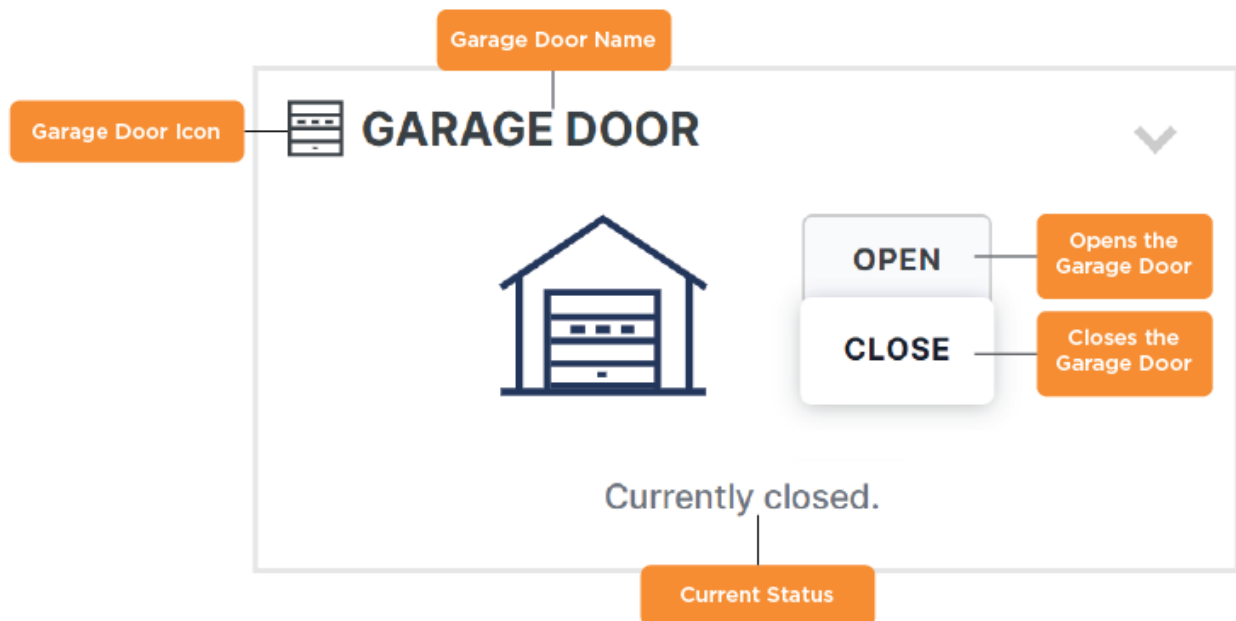 Garage Door Name
Garage Door Icon
GARAGE DOOR
OPEN
Opens the
Garage Door
CLOSE
Closes the
Garage Door
Currently closed.
Current Status